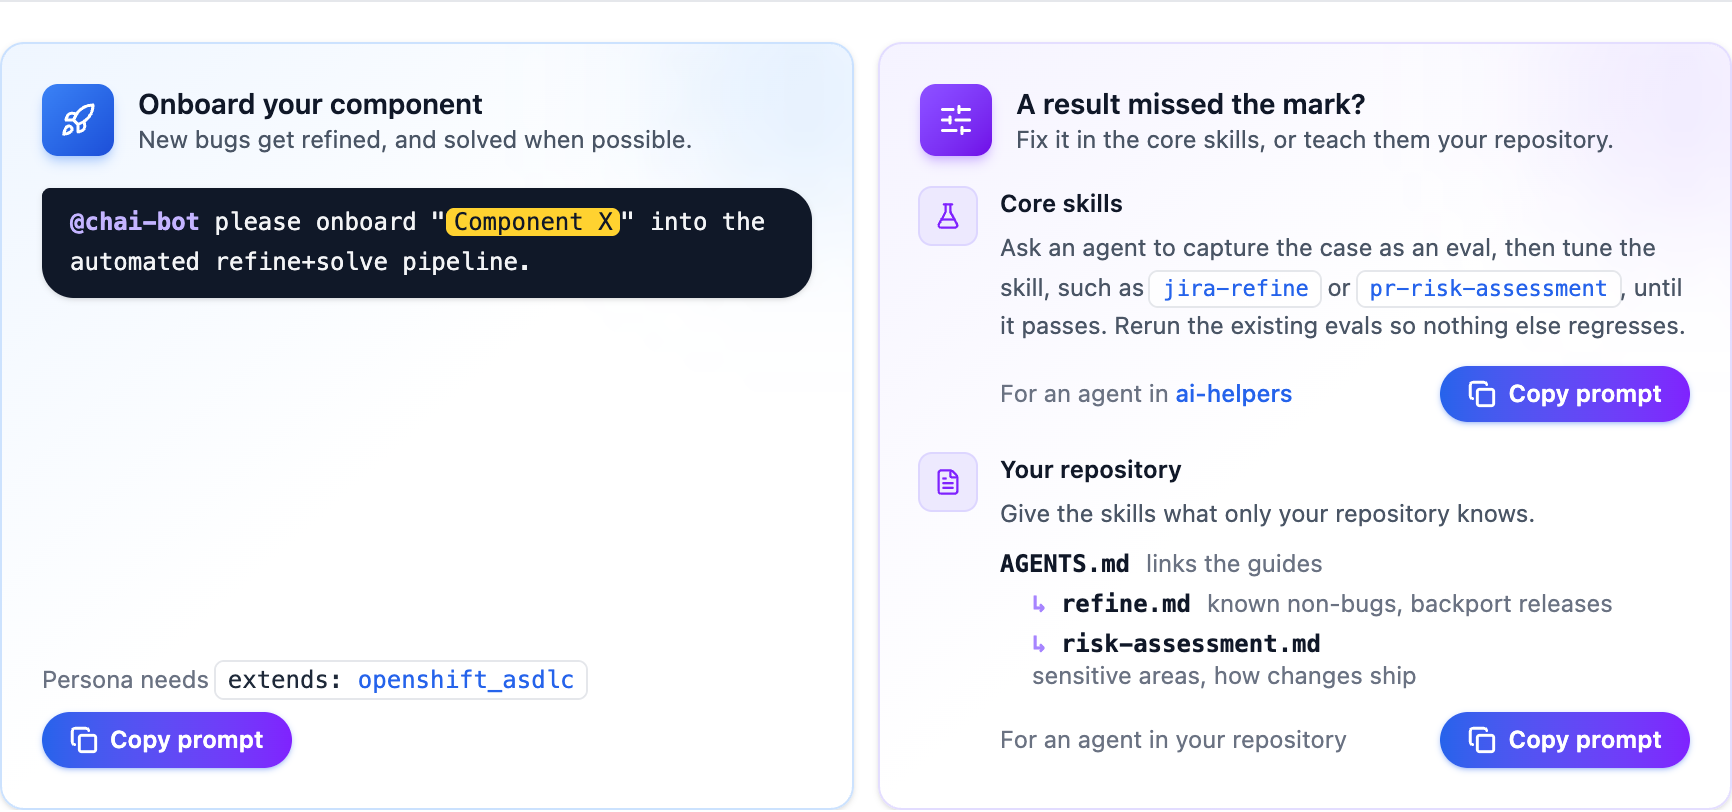 Onboard your component
New bugs get refined, and solved when possible.
@chai-bot please onboard "Component X" into the
automated refine+solve pipeline.
Persona needs extends: openshift_asdlc
Copy prompt
A result missed the mark?
Fix it in the core skills, or teach them your repository.
Core skills
Ask an agent to capture the case as an eval, then tune the
skill, such as jira-refine or pr-risk-assessment, until
it passes. Rerun the existing evals so nothing else regresses.
For an agent in ai-helpers
Copy prompt
Your repository
Give the skills what only your repository knows.
AGENTS.md links the guides
↳ refine.md known non-bugs, backport releases
↳ risk-assessment.md
sensitive areas, how changes ship
For an agent in your repository
Copy prompt